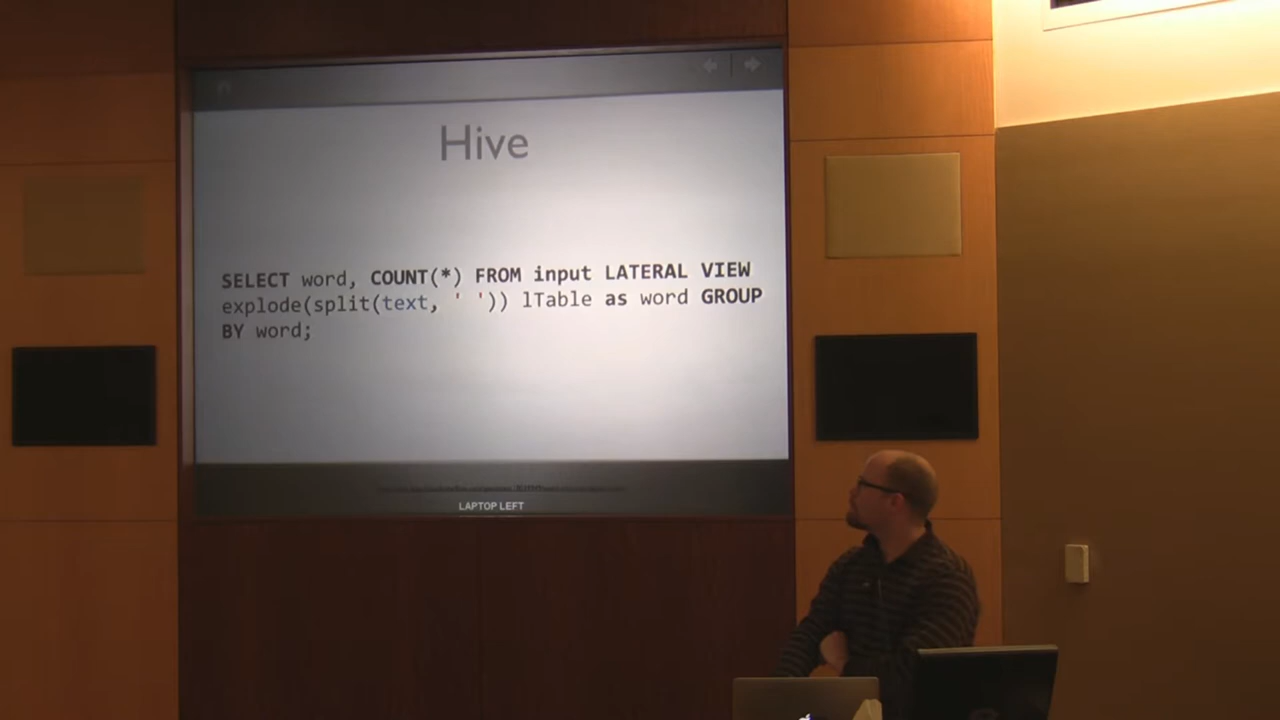 Hive
SELECT word, COUNT(*) FROM input LATERAL VIEW
explode(split(text, ' ')) lTable as word GROUP
BY word;
LAPTOP LEFT